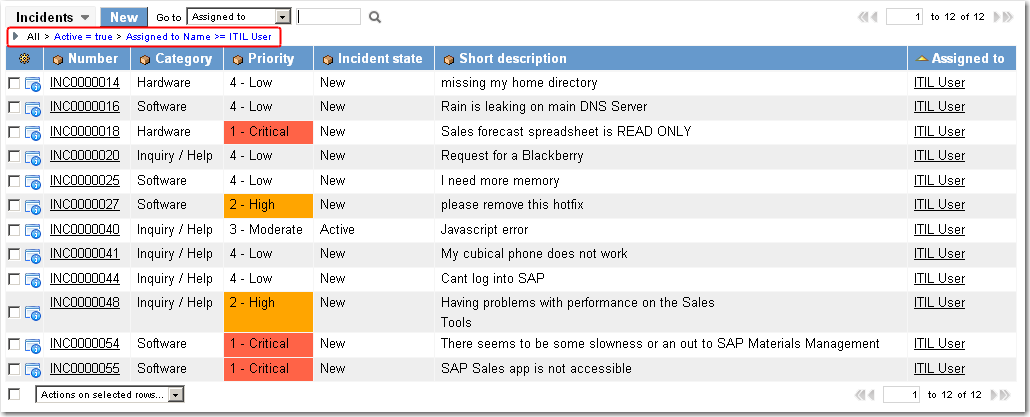 Incidents New Go to Assigned to 1 to 12 of 12
All > Active = true > Assigned to Name >= ITIL User
Number Category Priority Incident state Short description Assigned to
INC0000014 Hardware 4 - Low New missing my home directory ITIL User
INC0000016 Software 4 - Low New Rain is leaking on main DNS Server ITIL User
INC0000018 Hardware 1 - Critical New Sales forecast spreadsheet is READ ONLY ITIL User
INC0000020 Inquiry / Help 4 - Low New Request for a Blackberry ITIL User
INC0000025 Software 4 - Low New I need more memory ITIL User
INC0000027 Software 2 - High New please remove this hotfix ITIL User
INC0000040 Inquiry / Help 3 - Moderate Active Javascript error ITIL User
INC0000041 Inquiry / Help 4 - Low New My cubical phone does not work ITIL User
INC0000044 Inquiry / Help 4 - Low New Cant log into SAP ITIL User
INC0000048 Inquiry / Help 2 - High New Having problems with performance on the Sales ITIL User
Tools
INC0000054 Software 1 - Critical New There seems to be some slowness or an out to SAP Materials Management ITIL User
INC0000055 Software 1 - Critical New SAP Sales app is not accessible ITIL User
Actions on selected rows... 1 to 12 of 12